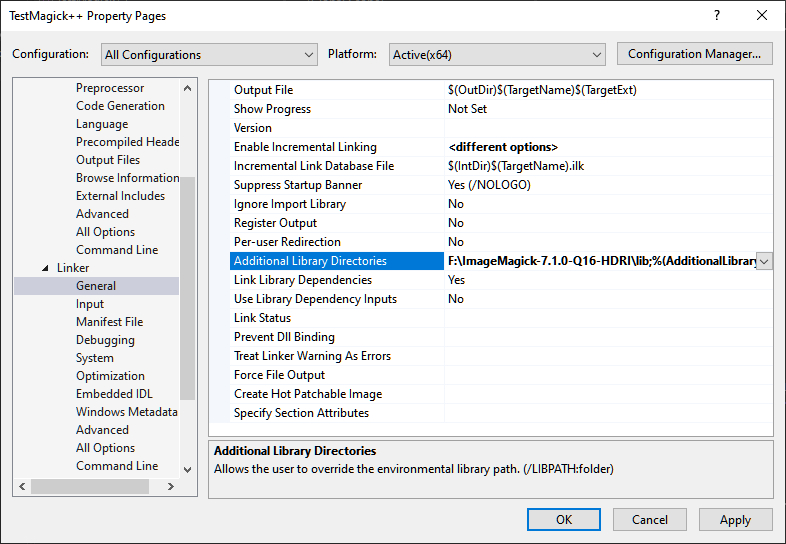 TestMagick++ Property Pages
Configuration: All Configurations Platform: Active(x64) Configuration Manager...
Preprocessor
Code Generation
Language
Precompiled Heade
Output Files
Browse Information
External Includes
Advanced
All Options
Command Line
Linker
General
Input
Manifest File
Debugging
System
Optimization
Embedded IDL
Windows Metadata
Advanced
All Options
Command Line
Output File $(OutDir)$(TargetName)$(TargetExt)
Show Progress Not Set
Version
Enable Incremental Linking <different options>
Incremental Link Database File $(IntDir)$(TargetName).ilk
Suppress Startup Banner Yes (/NOLOGO)
Ignore Import Library No
Register Output No
Per-user Redirection No
Additional Library Directories F:\ImageMagick-7.1.0-Q16-HDRI\lib;%(AdditionalLibrary
Link Library Dependencies Yes
Use Library Dependency Inputs No
Link Status
Prevent Dll Binding
Treat Linker Warning As Errors
Force File Output
Create Hot Patchable Image
Specify Section Attributes
Additional Library Directories
Allows the user to override the environmental library path. (/LIBPATH:folder)
OK Cancel Apply